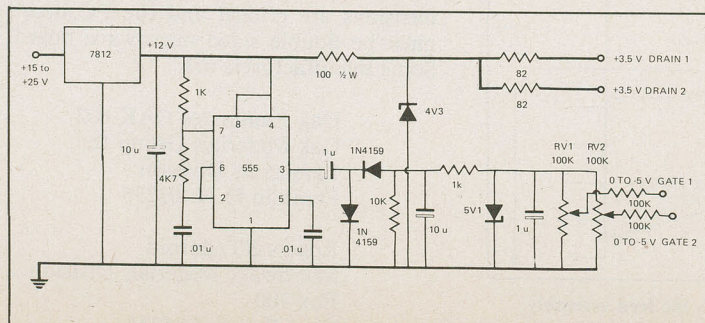 7812
+12 V
+15 to
+25 V
100 ½ W
82
+3.5 V DRAIN 1
82
+3.5 V DRAIN 2
1K
8
4
4V3
7
10 u
6
555
3
1 u
1N4159
RV1
100K
RV2
100K
4K7
2
5
1k
0 TO -5 V GATE 1
100K
10K
5V1
1
1N
4159
10 u
1 u
100K
0 TO -5 V GATE 2
.01 u
.01 u